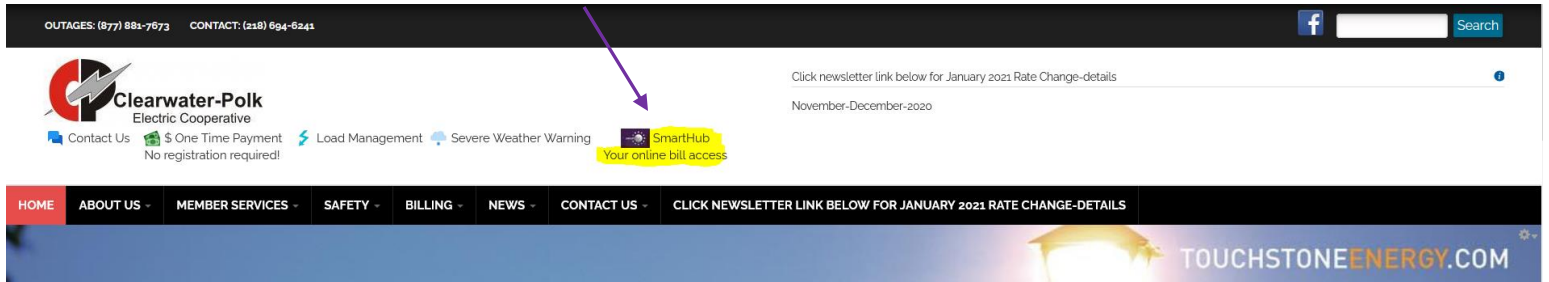 OUTAGES: (877) 881-7673 CONTACT: (218) 694-6241
Search
Clearwater-Polk
Electric Cooperative
Click newsletter link below for January 2021 Rate Change-details
November-December-2020
Contact Us $ One Time Payment Load Management Severe Weather Warning SmartHub
No registration required! Your online bill access
HOME ABOUT US MEMBER SERVICES SAFETY BILLING NEWS CONTACT US CLICK NEWSLETTER LINK BELOW FOR JANUARY 2021 RATE CHANGE-DETAILS
TOUCHSTONEENERGY.COM